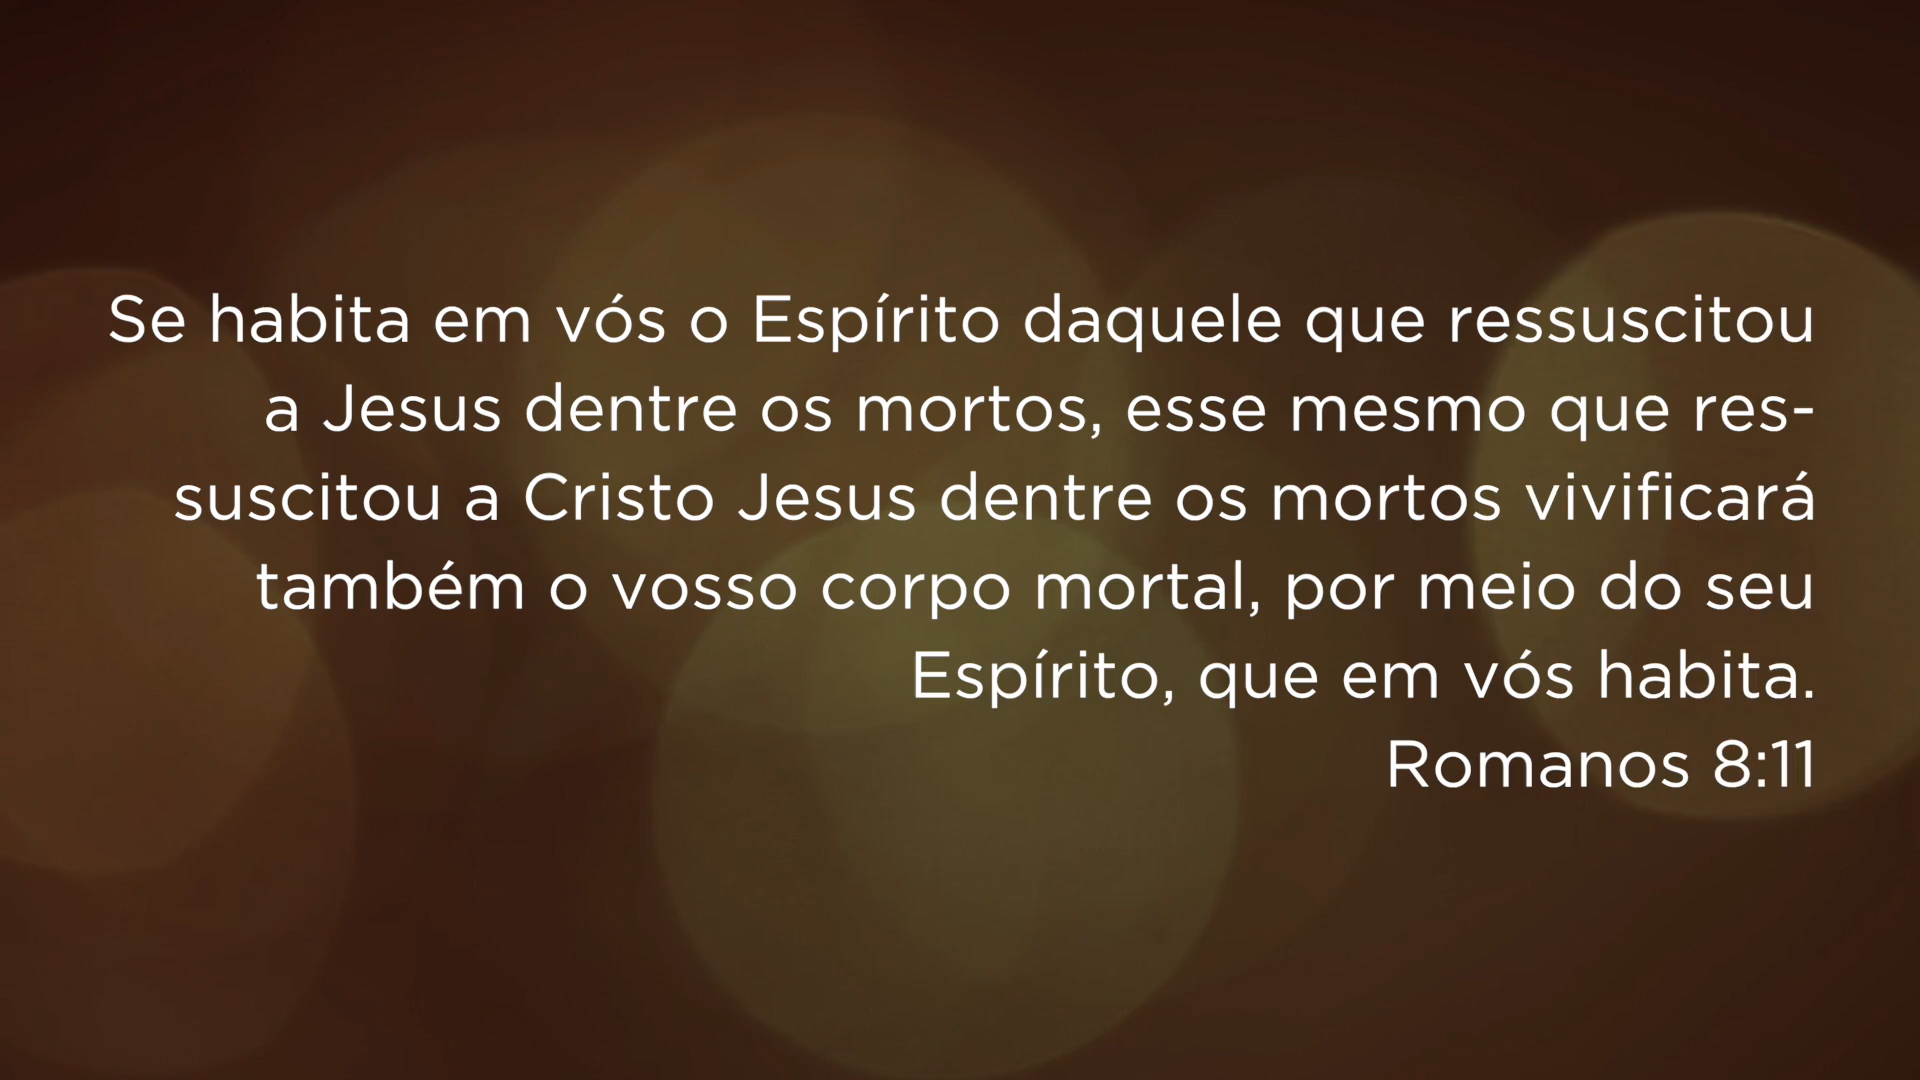 Se habita em vós o Espírito daquele que ressuscitou
a Jesus dentre os mortos, esse mesmo que res-
suscitou a Cristo Jesus dentre os mortos vivificará
também o vosso corpo mortal, por meio do seu
Espírito, que em vós habita.
Romanos 8:11